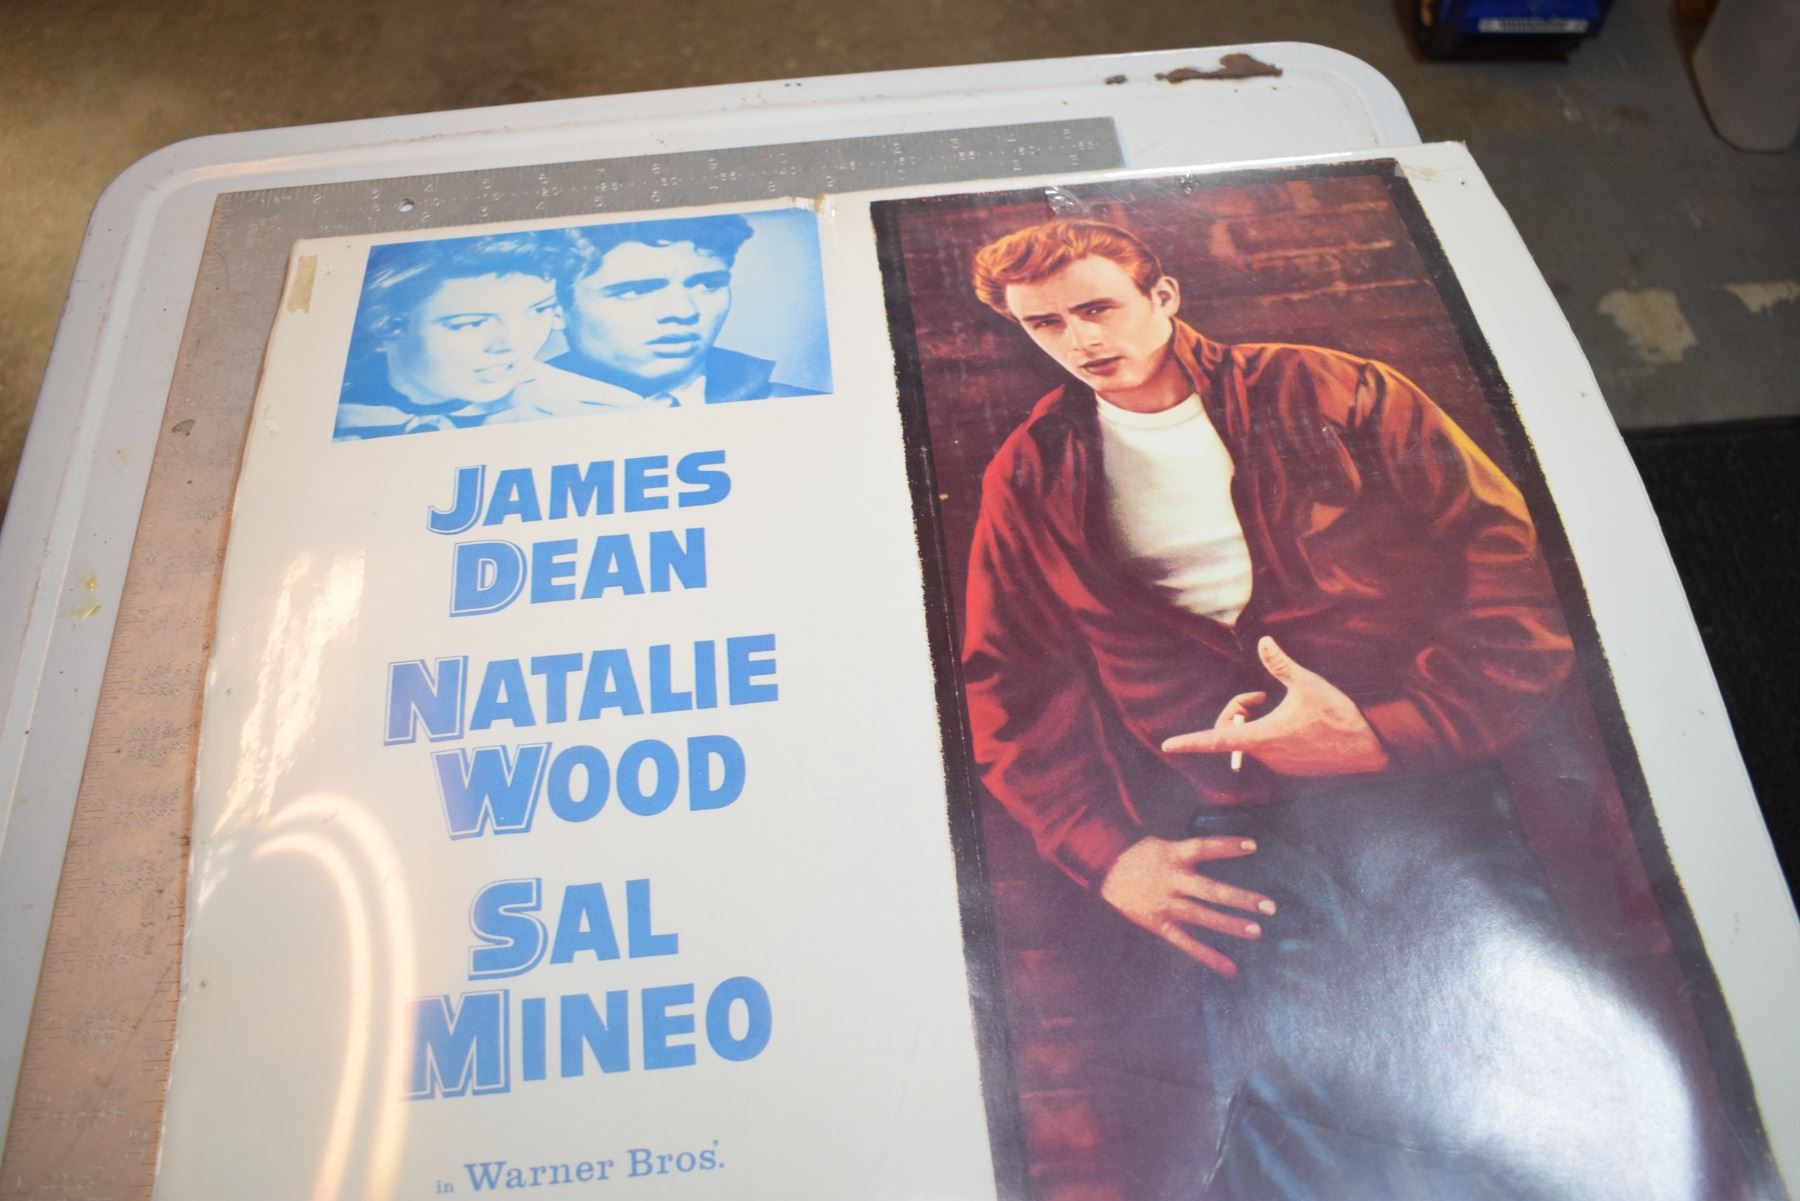 JAMES
DEAN
NATALIE
WOOD
SAL
MINEO
in Warner Bros.'